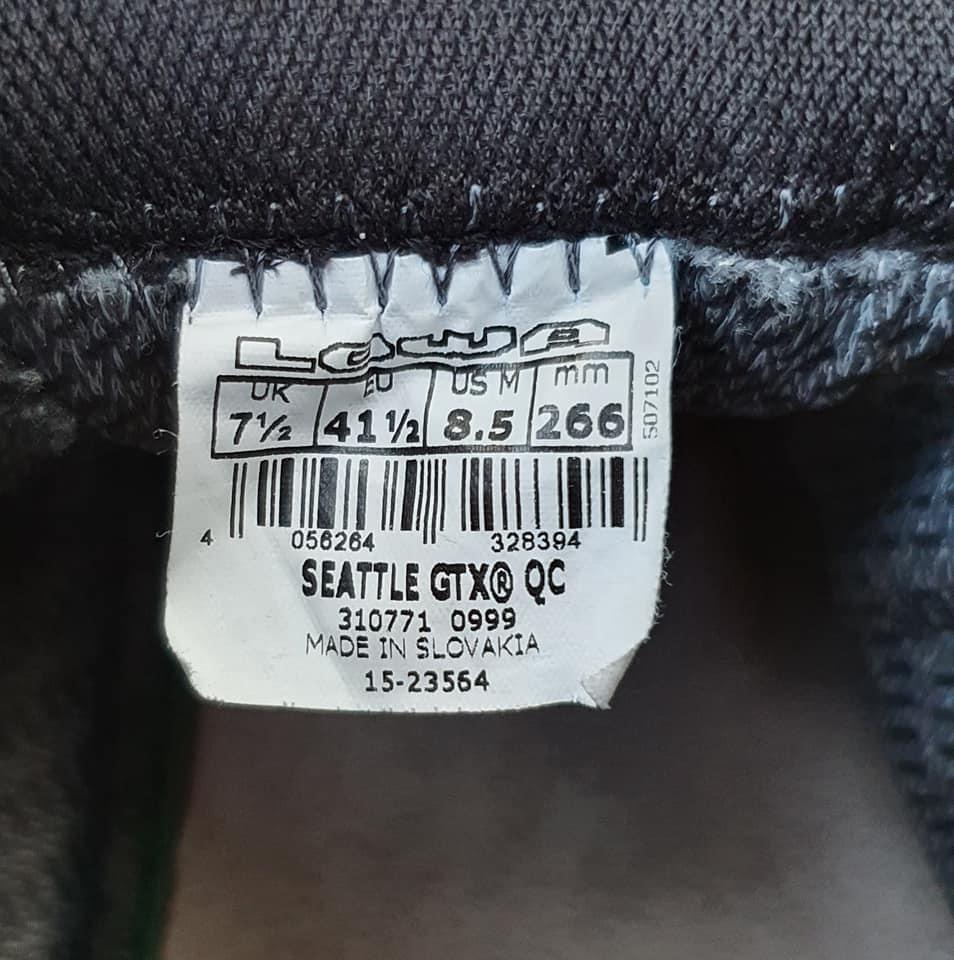 LOWA
UK EU US M mm
7½ 41½ 8.5 266
507102
4 056264 328394
SEATTLE GTX® QC
310771 0999
MADE IN SLOVAKIA
15-23564